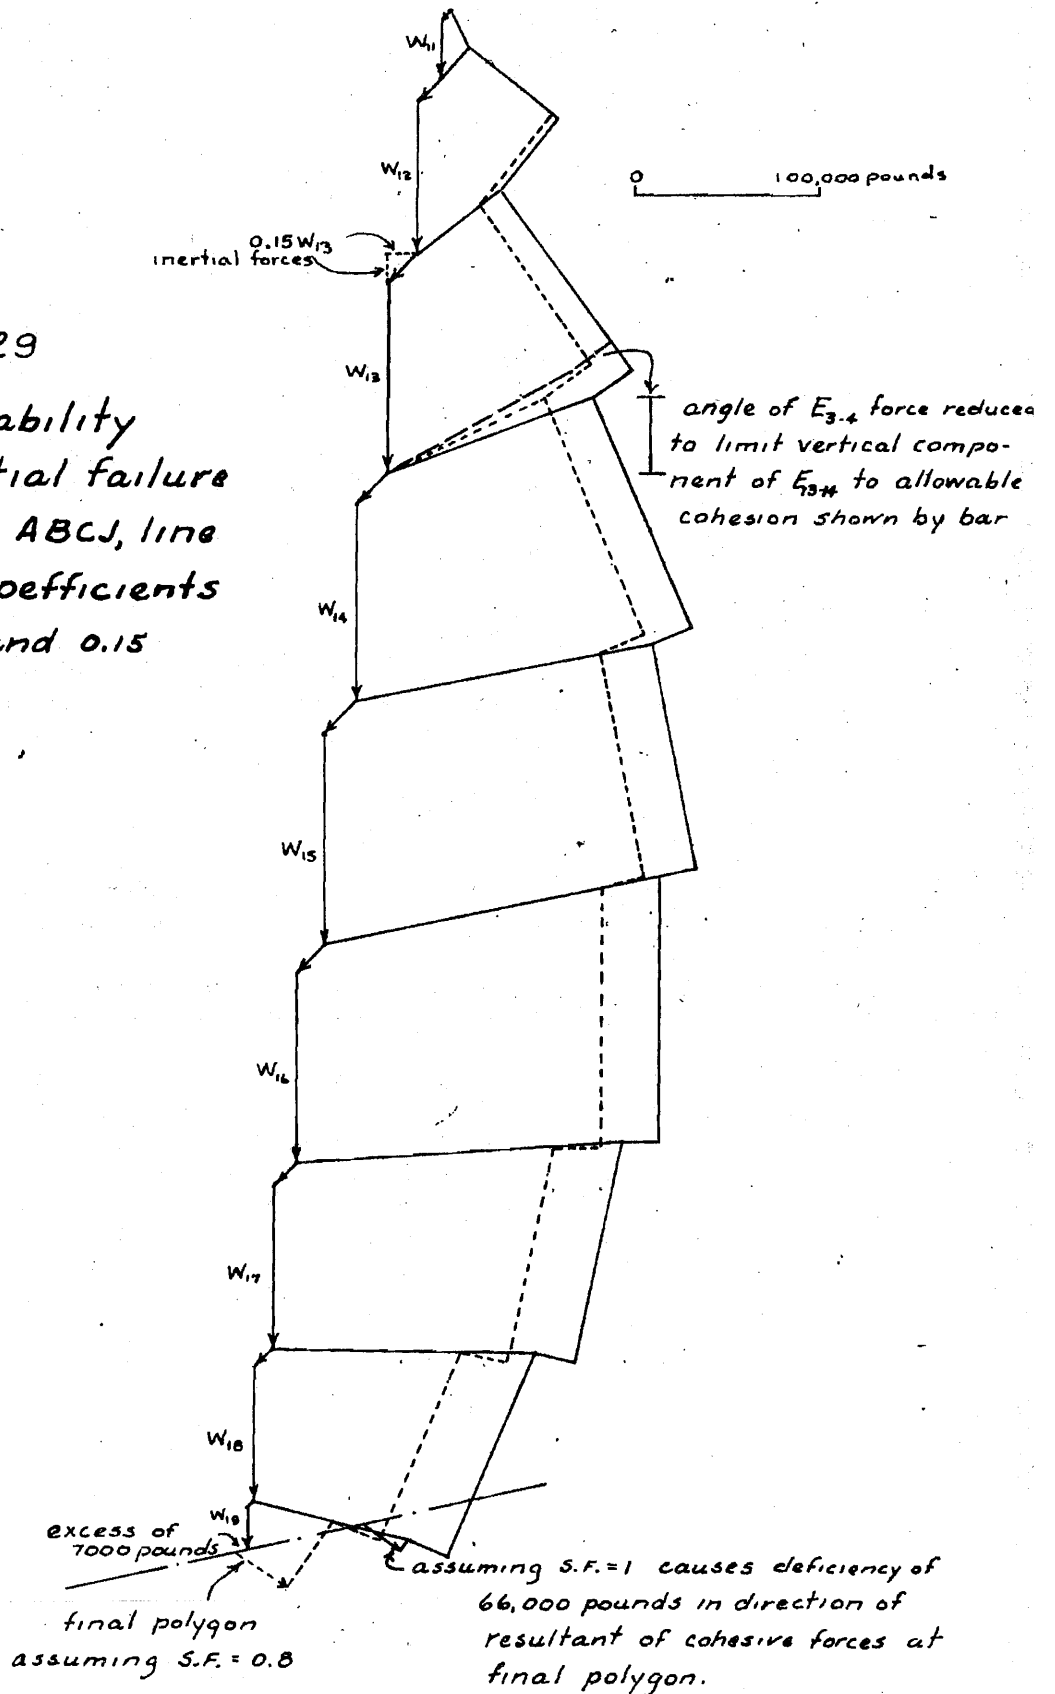 W₁₁
W₁₂
0 100,000 pounds
0.15 W₁₃
inertial forces
29
ability
tial failure
ABCJ, line
oefficients
and 0.15
W₁₃
angle of E₃₋₄ force reduced
to limit vertical compo-
nent of E₁₃₋₁₄ to allowable
cohesion shown by bar
W₁₄
W₁₅
W₁₆
W₁₇
W₁₈
W₁₉
excess of
7000 pounds
final polygon
assuming S.F. = 0.8
assuming S.F. = 1 causes deficiency of
66,000 pounds in direction of
resultant of cohesive forces at
final polygon.